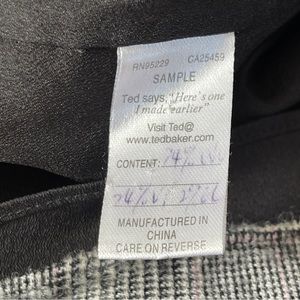 RN95229 CA25459
SAMPLE
Ted says, "Here's one
I made earlier"
Visit Ted@
www.tedbaker.com
CONTENT: 74%
MANUFACTURED IN
CHINA
CARE ON REVERSE